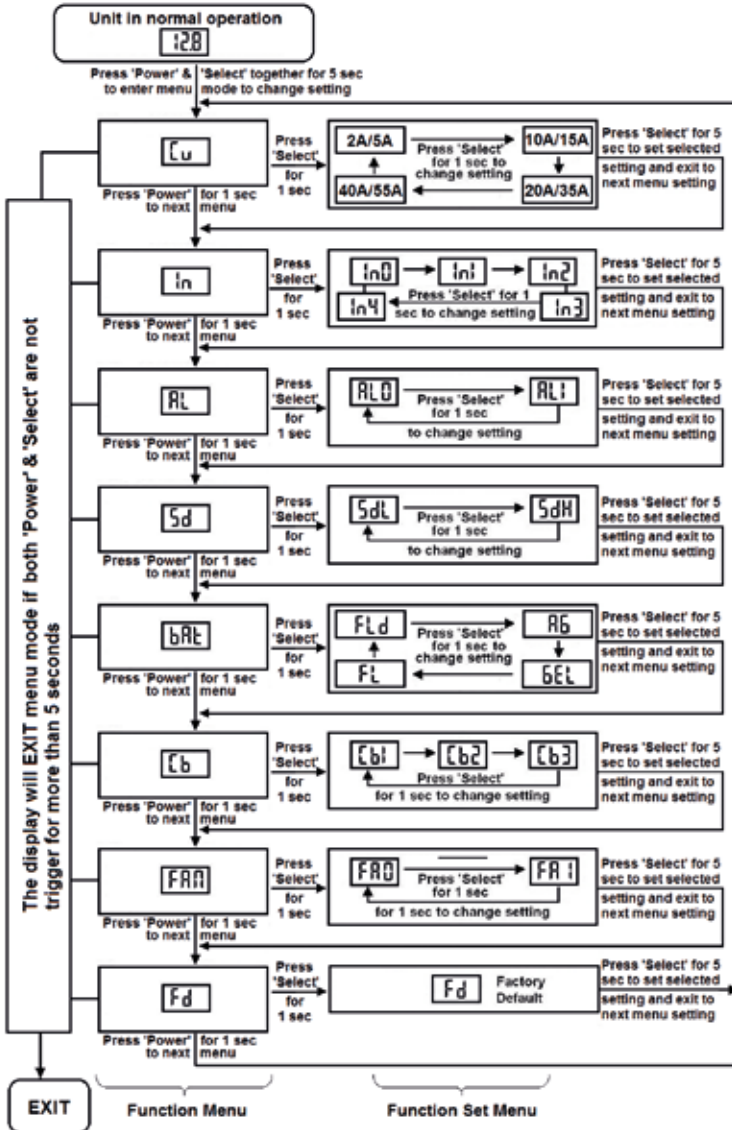 Unit in normal operation
12.8
Press 'Power' & 'Select' together for 5 sec
to enter menu mode to change setting
Cu
Press
'Select'
for
1 sec
2A/5A
10A/15A
Press 'Select'
for 1 sec to
change setting
40A/55A
20A/35A
Press 'Select' for 5
sec to set selected
setting and exit to
next menu setting
Press 'Power' for 1 sec
to next menu
In
Press
'Select'
for
1 sec
In0
In1
In2
Press 'Select' for 1
sec to change setting
In4
In3
Press 'Select' for 5
sec to set selected
setting and exit to
next menu setting
Press 'Power' for 1 sec
to next menu
AL
Press
'Select'
for
1 sec
AL0
AL1
Press 'Select'
for 1 sec
to change setting
Press 'Select' for 5
sec to set selected
setting and exit to
next menu setting
Press 'Power' for 1 sec
to next menu
Sd
Press
'Select'
for
1 sec
SdL
SdH
Press 'Select'
for 1 sec
to change setting
Press 'Select' for 5
sec to set selected
setting and exit to
next menu setting
Press 'Power' for 1 sec
to next menu
bAt
Press
'Select'
for
1 sec
FLd
AG
Press 'Select'
for 1 sec to
change setting
FL
GEL
Press 'Select' for 5
sec to set selected
setting and exit to
next menu setting
Press 'Power' for 1 sec
to next menu
Cb
Press
'Select'
for
1 sec
Cb1
Cb2
Cb3
Press 'Select'
for 1 sec to change setting
Press 'Select' for 5
sec to set selected
setting and exit to
next menu setting
Press 'Power' for 1 sec
to next menu
FAN
Press
'Select'
for
1 sec
FA0
FA1
Press 'Select'
for 1 sec
for 1 sec to change setting
Press 'Select' for 5
sec to set selected
setting and exit to
next menu setting
Press 'Power' for 1 sec
to next menu
Fd
Press
'Select'
for
1 sec
Fd
Factory
Default
Press 'Select' for 5
sec to set selected
setting and exit to
next menu setting
Press 'Power' for 1 sec
to next menu
The display will EXIT menu mode if both 'Power' & 'Select' are not
trigger for more than 5 seconds
EXIT
Function Menu
Function Set Menu